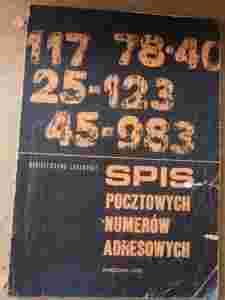 117 78-40
25-123
45-983
MINISTERSTWO ŁĄCZNOŚCI
SPIS
POCZTOWYCH
NUMERÓW
ADRESOWYCH